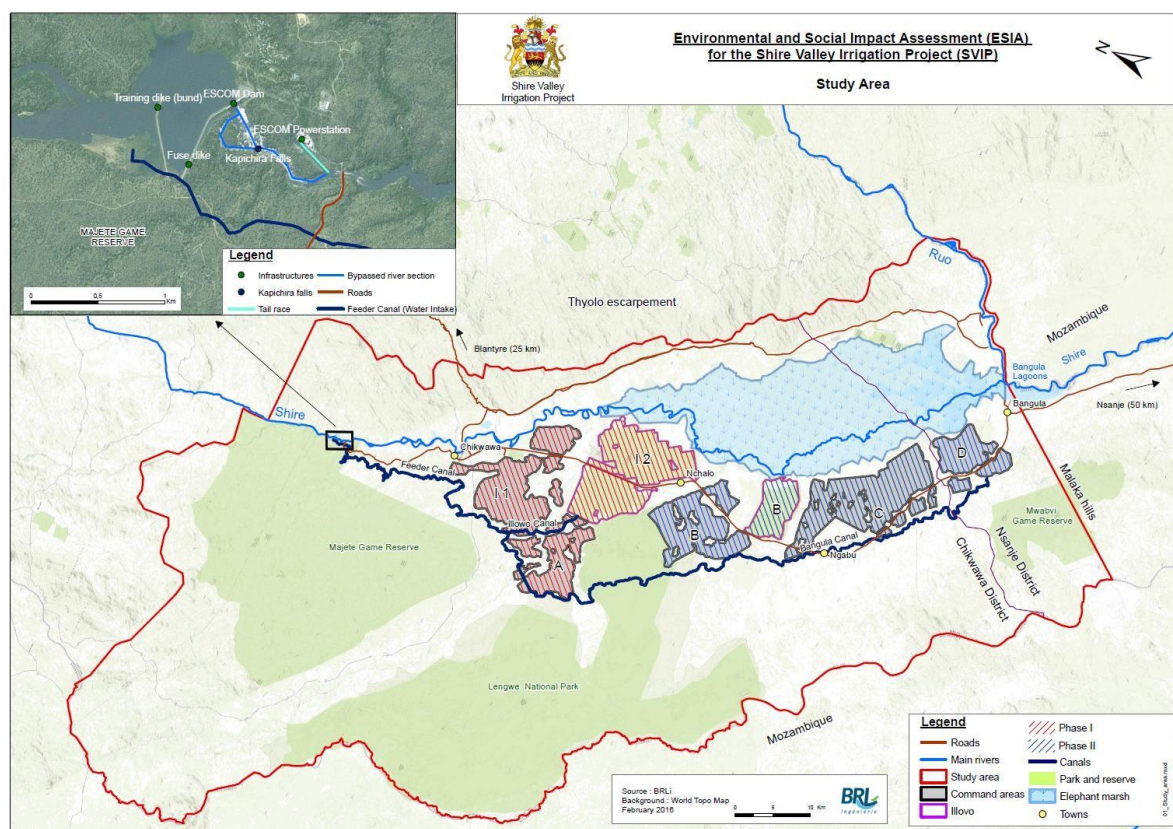 Environmental and Social Impact Assessment (ESIA)
for the Shire Valley Irrigation Project (SVIP)
Study Area
Shire Valley
Irrigation Project
N
Training dike (bund)
ESCOM Dam
ESCOM Powerstation
Kapichira Falls
Fuse dike
MAJETE GAME
RESERVE
Legend
Infrastructures
Bypassed river section
Kapichira falls
Roads
Tail race
Feeder Canal (Water Intake)
0 0,5 1
Km
Ruo
Thyolo escarpement
Mozambique
Blantyre (25 km)
Shire
Bangula
Lagoons
Shire
Bangula
Nsanje (50 km)
Chikwawa
Feeder Canal
I 1
I 2
Nchalo
D
Malaka hills
Illowo Canal
B
B
C
Mwabvi
Game Reserve
Bangula Canal
Ngabu
Majete Game Reserve
A
Nsanje District
Chikwawa District
Lengwe National Park
Mozambique
Legend
Roads
Main rivers
Study area
Command areas
Illovo
Phase I
Phase II
Canals
Park and reserve
Elephant marsh
Towns
Source : BRLi
Background : World Topo Map
February 2016
0 5 10
Km
BRL
ingénierie
01_Study_area.mxd